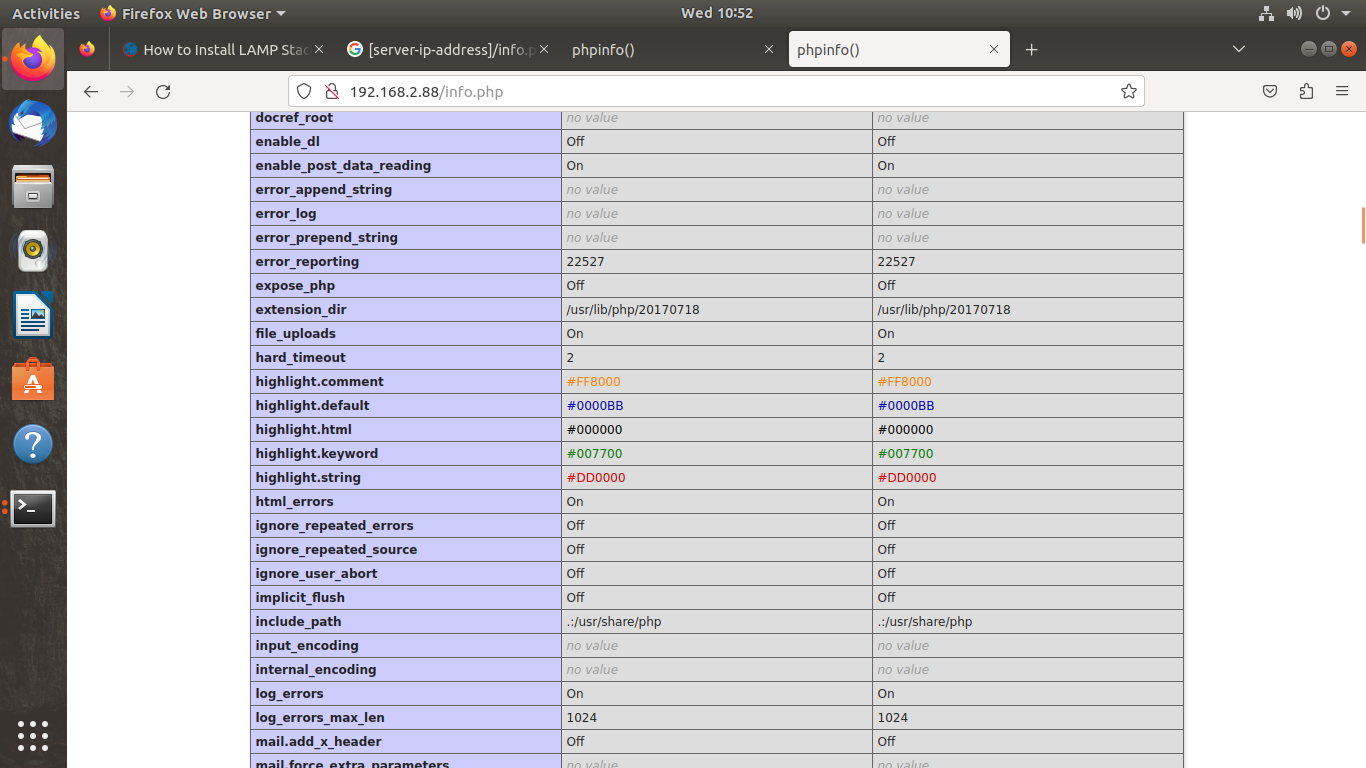 Activities Firefox Web Browser Wed 10:52
How to Install LAMP Stac [server-ip-address]/info.p phpinfo() phpinfo()
192.168.2.88/info.php
docref_root no value no value
enable_dl Off Off
enable_post_data_reading On On
error_append_string no value no value
error_log no value no value
error_prepend_string no value no value
error_reporting 22527 22527
expose_php Off Off
extension_dir /usr/lib/php/20170718 /usr/lib/php/20170718
file_uploads On On
hard_timeout 2 2
highlight.comment #FF8000 #FF8000
highlight.default #0000BB #0000BB
highlight.html #000000 #000000
highlight.keyword #007700 #007700
highlight.string #DD0000 #DD0000
html_errors On On
ignore_repeated_errors Off Off
ignore_repeated_source Off Off
ignore_user_abort Off Off
implicit_flush Off Off
include_path .:/usr/share/php .:/usr/share/php
input_encoding no value no value
internal_encoding no value no value
log_errors On On
log_errors_max_len 1024 1024
mail.add_x_header Off Off
mail.force_extra_parameters no value no value